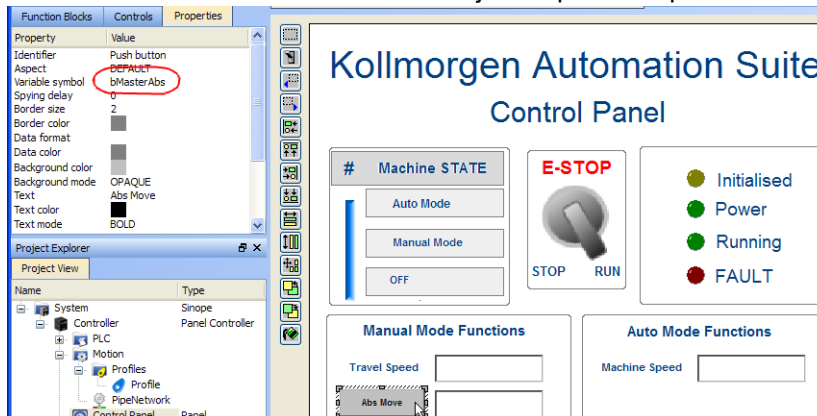 Function Blocks Controls Properties
Property Value
Identifier Push button
Aspect DEFAULT
Variable symbol bMasterAbs
Spying delay 0
Border size 2
Border color
Data format
Data color
Background color
Background mode OPAQUE
Text Abs Move
Text color
Text mode BOLD
Project Explorer
Project View
Name Type
System Sinope
Controller Panel Controller
PLC
Motion
Profiles
Profile
PipeNetwork
Control Panel Panel
Kollmorgen Automation Suite
Control Panel
# Machine STATE
Auto Mode
Manual Mode
OFF
E-STOP
STOP RUN
Initialised
Power
Running
FAULT
Manual Mode Functions
Travel Speed
Abs Move
Auto Mode Functions
Machine Speed